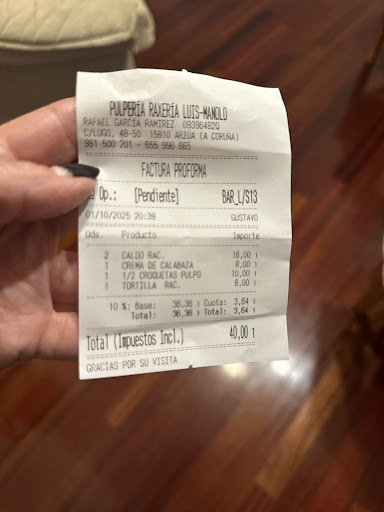 PULPERÍA RAXERÍA LUIS-MANOLO
RAFAEL GARCÍA RAMIREZ 09396482Q
C/LUGO, 48-50 15810 ARZÚA (A CORUÑA)
981 500 201 - 655 996 885
FACTURA PROFORMA
Op.: [Pendiente] BAR_L/S13
01/10/2025 20:39 GUSTAVO
Uds. Producto Importe
2 CALDO RAC. 16,00
1 CREMA DE CALABAZA 8,00
1 1/2 CROQUETAS PULPO 10,00
1 TORTILLA RAC. 8,00
10 %: Base: 36,36 Cuota: 3,64
Total: 36,36 Total: 3,64
Total (Impuestos Incl.) 40,00
GRACIAS POR SU VISITA